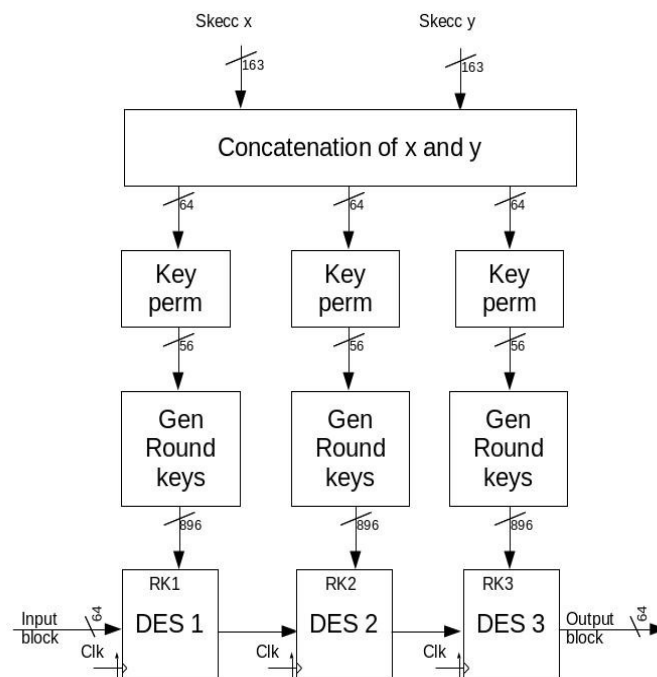 Skecc x
Skecc y
163
163
Concatenation of x and y
64
64
64
Key
perm
Key
perm
Key
perm
56
56
56
Gen
Round
keys
Gen
Round
keys
Gen
Round
keys
896
896
896
RK1
RK2
RK3
Input
block
64
DES 1
DES 2
DES 3
Output
block
64
Clk
Clk
Clk